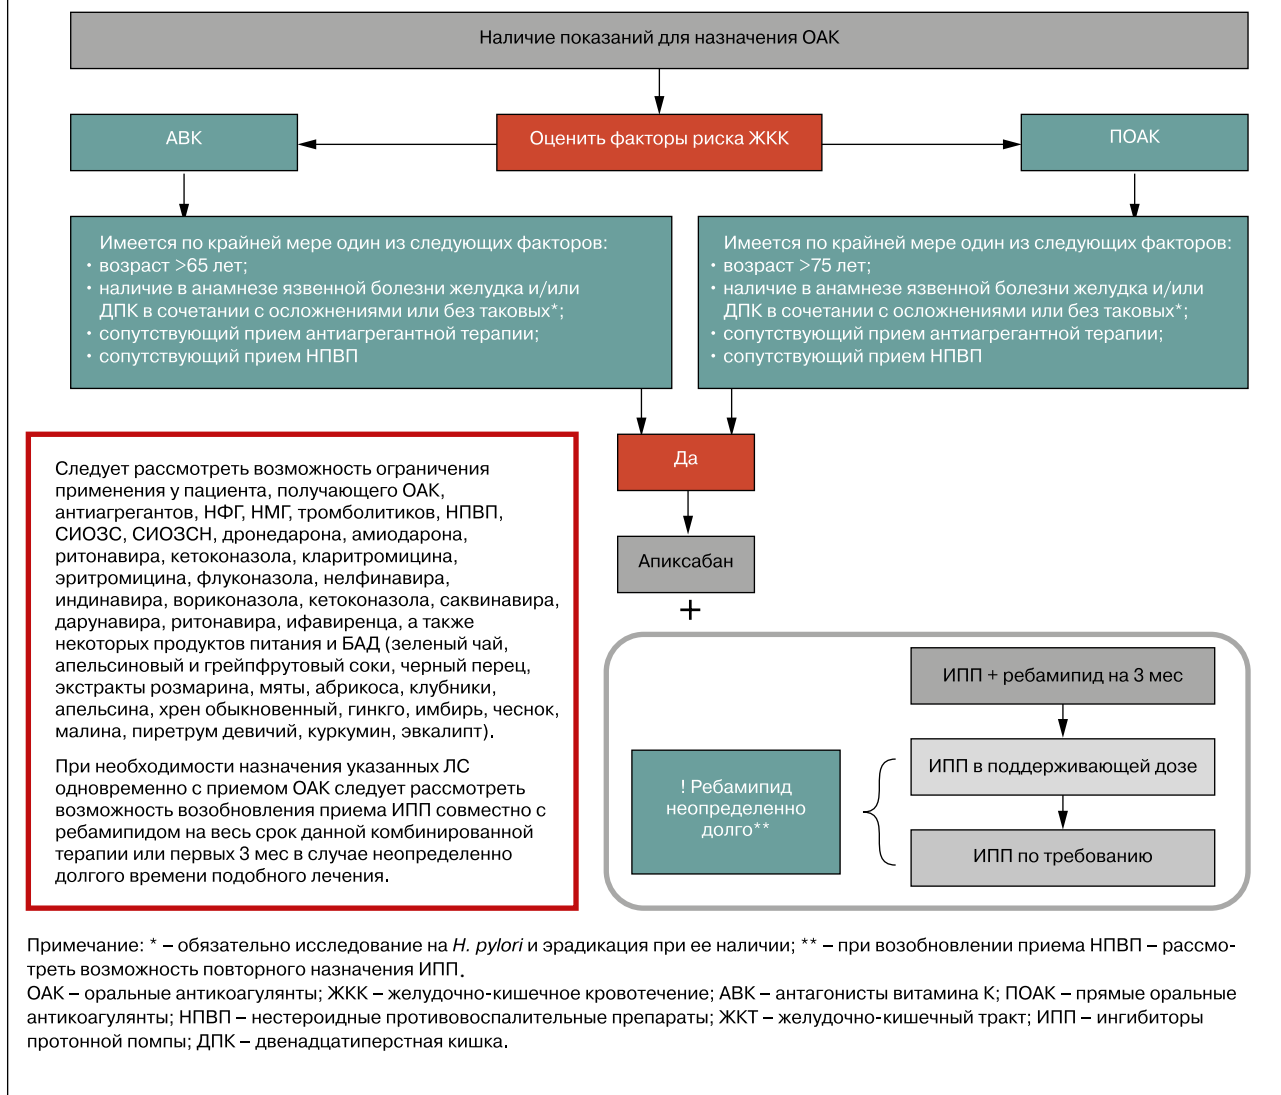 Наличие показаний для назначения ОАК
АВК
Оценить факторы риска ЖКК
ПОАК
Имеется по крайней мере один из следующих факторов:
• возраст >65 лет;
• наличие в анамнезе язвенной болезни желудка и/или
ДПК в сочетании с осложнениями или без таковых*;
• сопутствующий прием антиагрегантной терапии;
• сопутствующий прием НПВП
Имеется по крайней мере один из следующих факторов:
• возраст >75 лет;
• наличие в анамнезе язвенной болезни желудка и/или
ДПК в сочетании с осложнениями или без таковых*;
• сопутствующий прием антиагрегантной терапии;
• сопутствующий прием НПВП
Да
Апиксабан
+
Следует рассмотреть возможность ограничения
применения у пациента, получающего ОАК,
антиагрегантов, НФГ, НМГ, тромболитиков, НПВП,
СИОЗС, СИОЗСН, дронедарона, амиодарона,
ритонавира, кетоконазола, кларитромицина,
эритромицина, флуконазола, нелфинавира,
индинавира, вориконазола, кетоконазола, саквинавира,
дарунавира, ритонавира, ифавиренца, а также
некоторых продуктов питания и БАД (зеленый чай,
апельсиновый и грейпфрутовый соки, черный перец,
экстракты розмарина, мяты, абрикоса, клубники,
апельсина, хрен обыкновенный, гинкго, имбирь, чеснок,
малина, пиретрум девичий, куркумин, эвкалипт).
При необходимости назначения указанных ЛС
одновременно с приемом ОАК следует рассмотреть
возможность возобновления приема ИПП совместно с
ребамипидом на весь срок данной комбинированной
терапии или первых 3 мес в случае неопределенно
долгого времени подобного лечения.
ИПП + ребамипид на 3 мес
! Ребамипид
неопределенно
долго**
ИПП в поддерживающей дозе
ИПП по требованию
Примечание: * – обязательно исследование на H. pylori и эрадикация при ее наличии; ** – при возобновлении приема НПВП – рассмо-
треть возможность повторного назначения ИПП.
ОАК – оральные антикоагулянты; ЖКК – желудочно-кишечное кровотечение; АВК – антагонисты витамина К; ПОАК – прямые оральные
антикоагулянты; НПВП – нестероидные противовоспалительные препараты; ЖКТ – желудочно-кишечный тракт; ИПП – ингибиторы
протонной помпы; ДПК – двенадцатиперстная кишка.